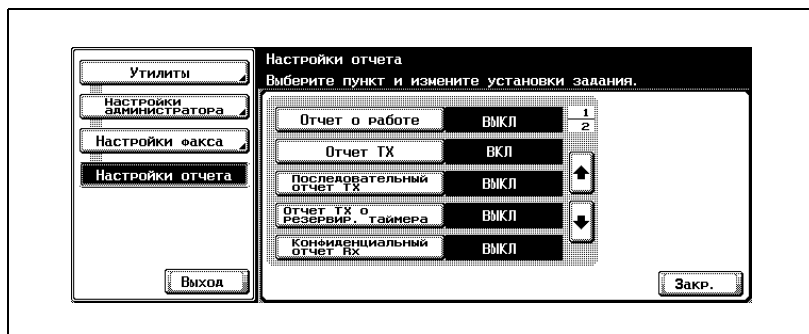 Утилиты
Настройки
администратора
Настройки факса
Настройки отчета
Выход
Настройки отчета
Выберите пункт и измените установки задания.
Отчет о работе ВЫКЛ
Отчет TX ВКЛ
Последовательный
отчет TX ВЫКЛ
Отчет TX о
резервир. таймера ВЫКЛ
Конфиденциальный
отчет Rx ВЫКЛ
1
2
Закр.